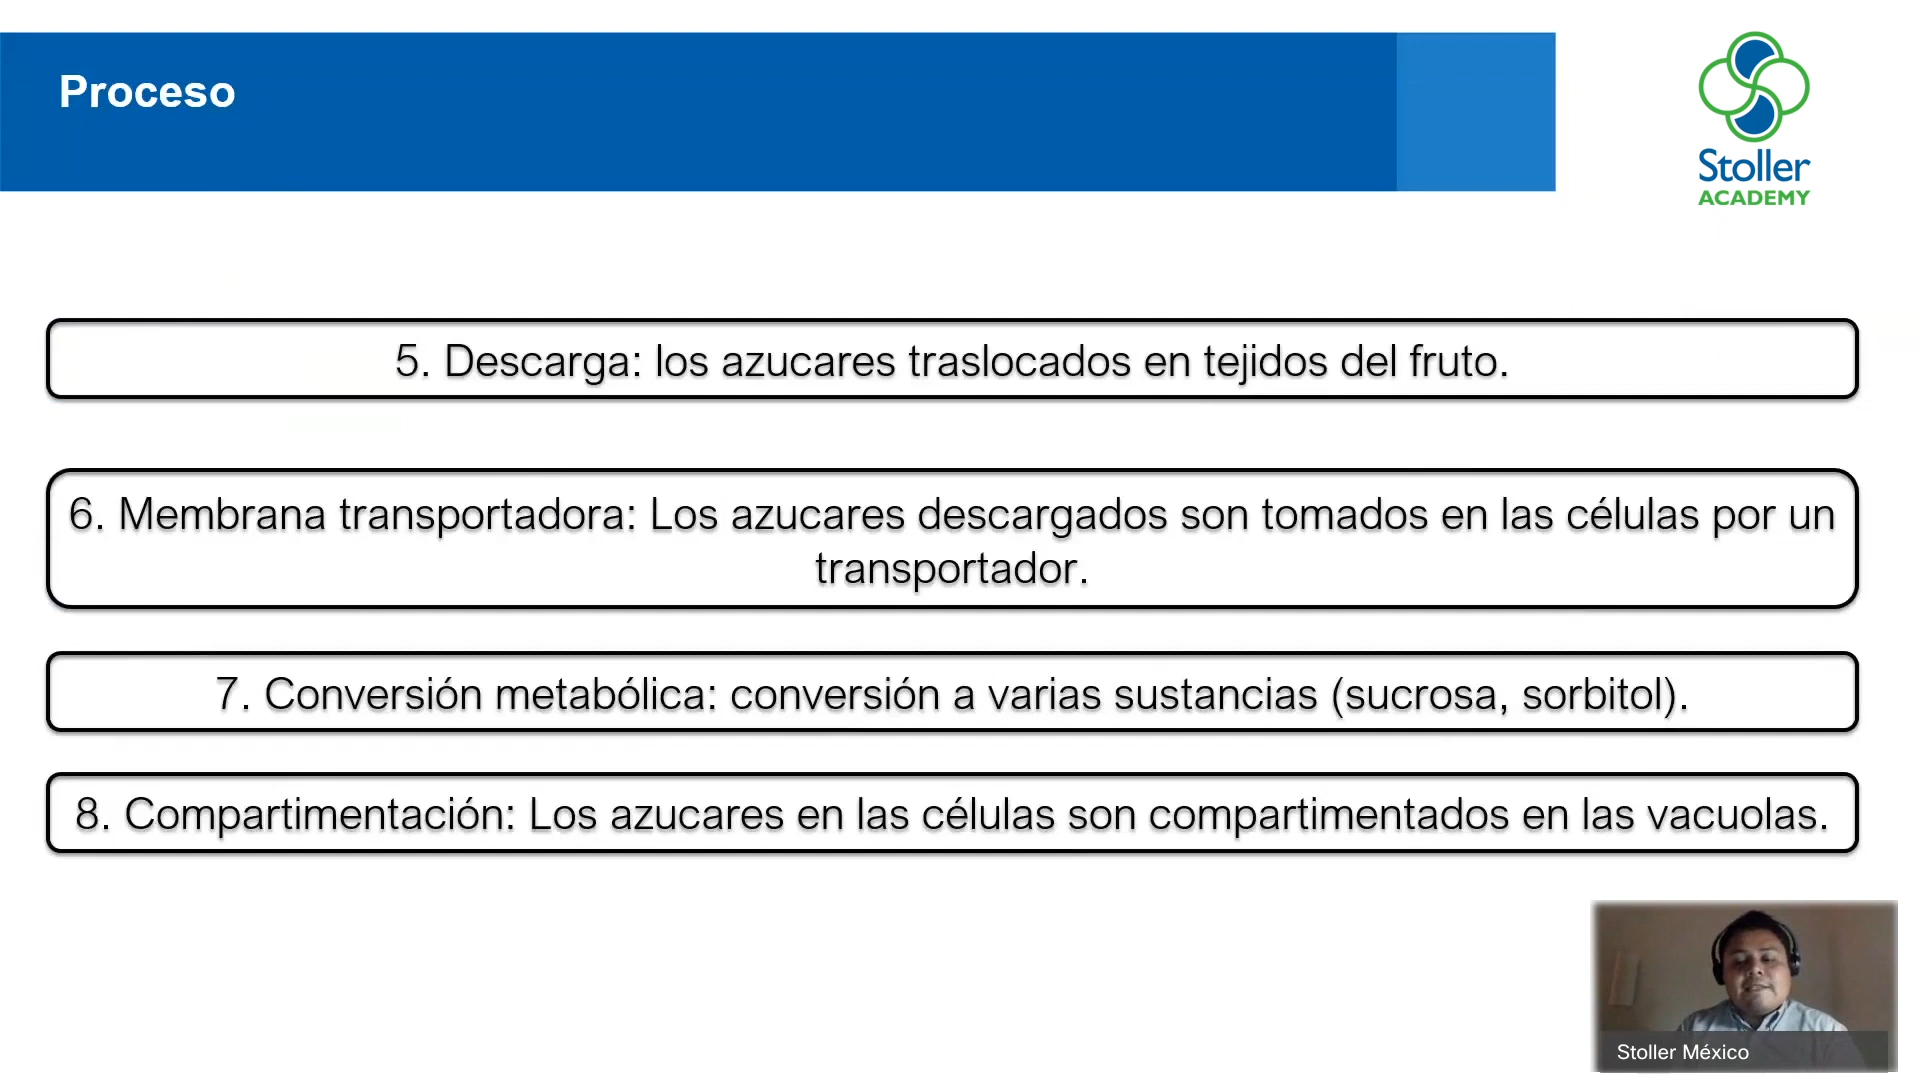 Proceso
Stoller
ACADEMY
5. Descarga: los azucares traslocados en tejidos del fruto.
6. Membrana transportadora: Los azucares descargados son tomados en las células por un
transportador.
7. Conversión metabólica: conversión a varias sustancias (sucrosa, sorbitol).
8. Compartimentación: Los azucares en las células son compartimentados en las vacuolas.
Stoller México